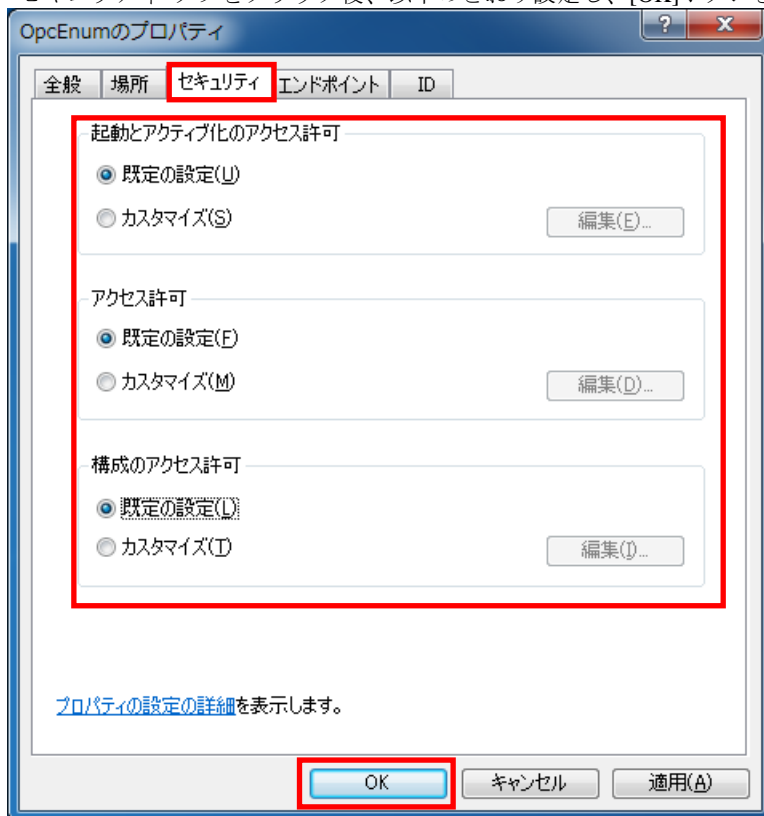 OpcEnumのプロパティ
全般 場所 セキュリティ エンドポイント ID
起動とアクティブ化のアクセス許可
既定の設定(U)
カスタマイズ(S) 編集(E)...
アクセス許可
既定の設定(F)
カスタマイズ(M) 編集(D)...
構成のアクセス許可
既定の設定(L)
カスタマイズ(T) 編集(I)...
プロパティの設定の詳細を表示します。
OK キャンセル 適用(A)